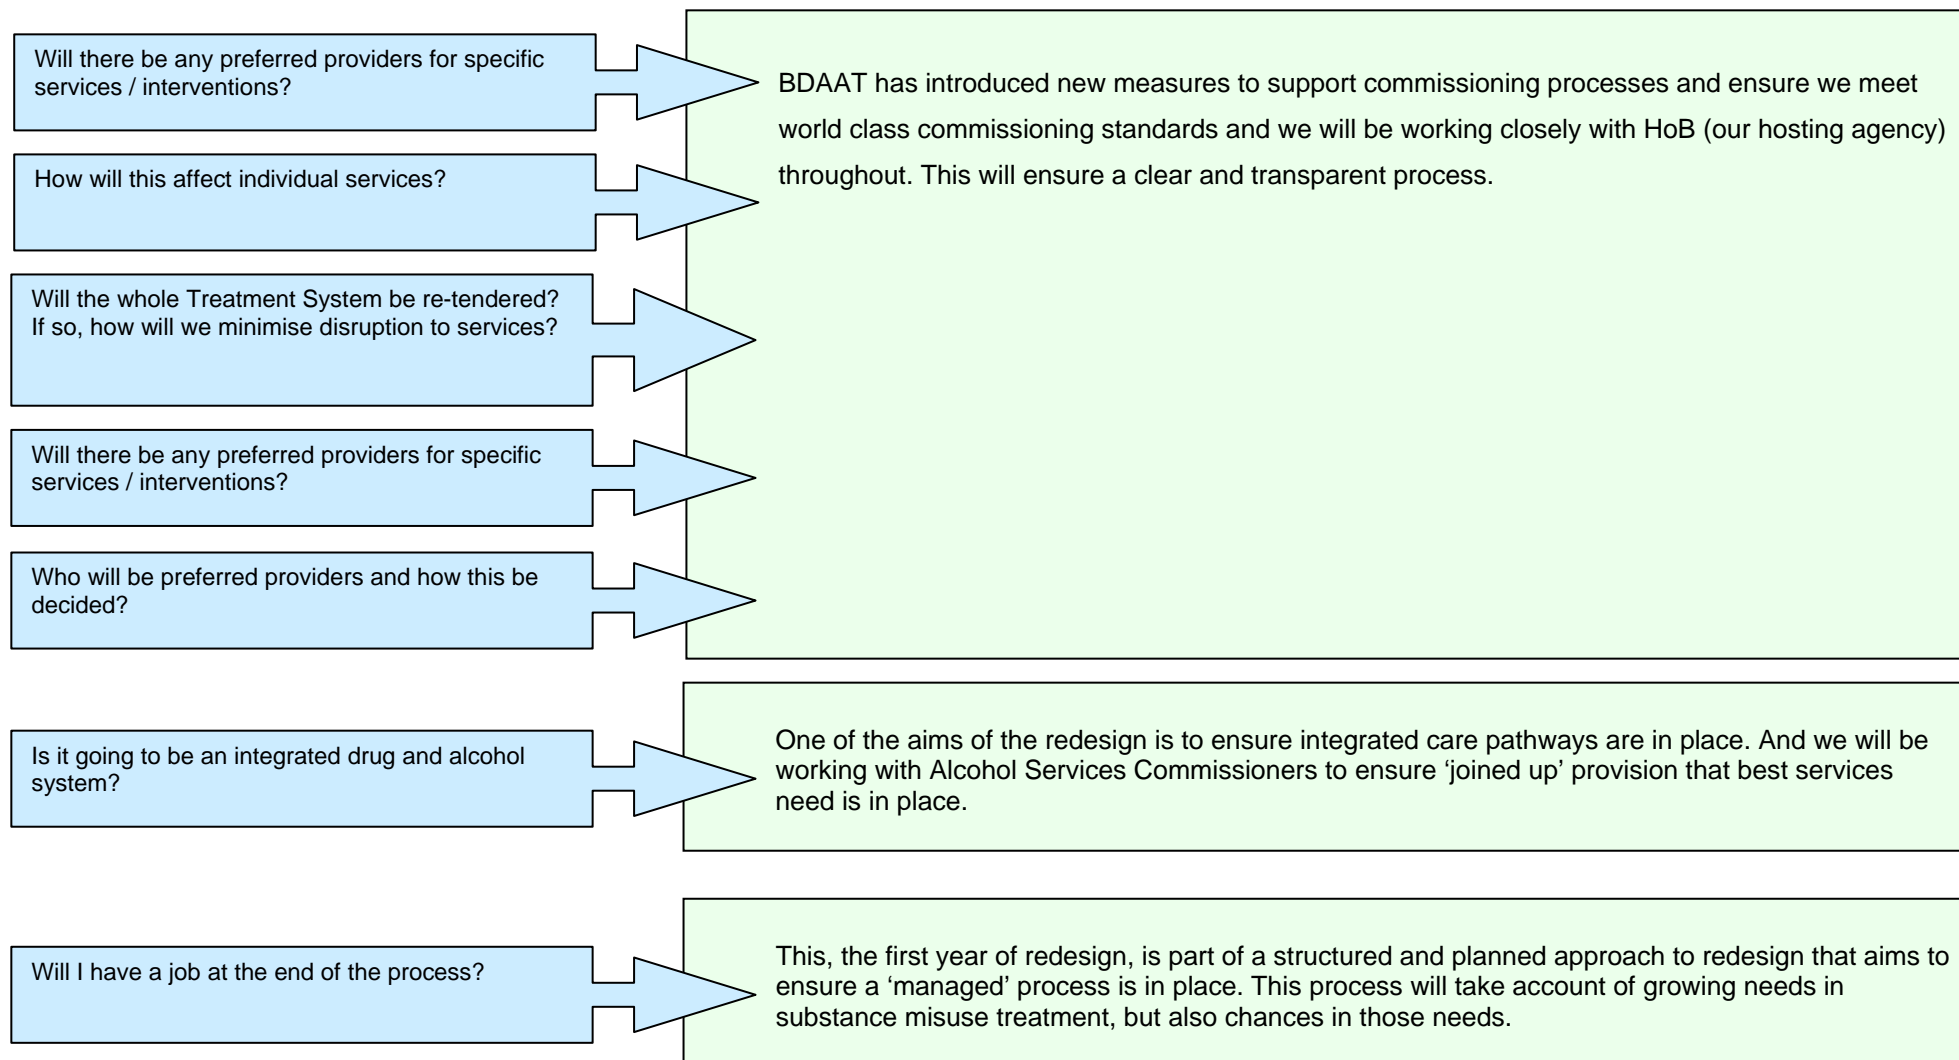 Will there be any preferred providers for specific
services / interventions?
BDAAT has introduced new measures to support commissioning processes and ensure we meet
world class commissioning standards and we will be working closely with HoB (our hosting agency)
throughout. This will ensure a clear and transparent process.
How will this affect individual services?
Will the whole Treatment System be re-tendered?
If so, how will we minimise disruption to services?
Will there be any preferred providers for specific
services / interventions?
Who will be preferred providers and how this be
decided?
Is it going to be an integrated drug and alcohol
system?
One of the aims of the redesign is to ensure integrated care pathways are in place. And we will be
working with Alcohol Services Commissioners to ensure ‘joined up’ provision that best services
need is in place.
Will I have a job at the end of the process?
This, the first year of redesign, is part of a structured and planned approach to redesign that aims to
ensure a ‘managed’ process is in place. This process will take account of growing needs in
substance misuse treatment, but also chances in those needs.